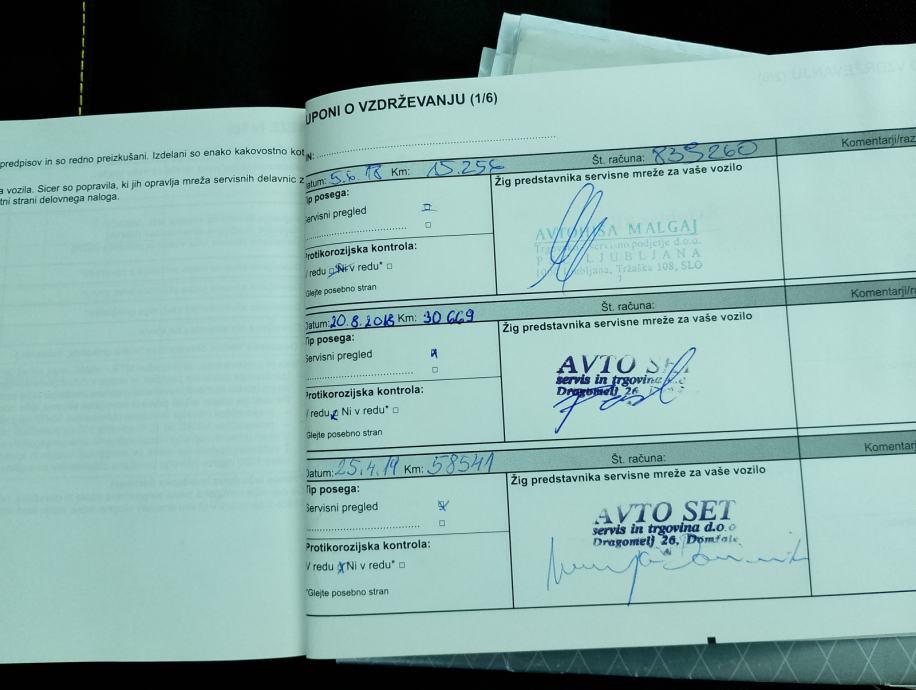 predpisov in so redno preizkušani. Izdelani so enako kakovostno kot
a vozila. Sicer so popravila, ki jih opravlja mreža servisnih delavnic z
tni strani delovnega naloga.
UPONI O VZDRŽEVANJU (1/6)
IN:
Datum: 5.6.18 Km: 15.256 Št. računa: 835260 Komentarji/raz
Tip posega: Žig predstavnika servisne mreže za vaše vozilo
Servisni pregled
AVTOHIŠA MALGAJ
Protikorozijska kontrola: Trgovsko servisno podjetje d.o.o.
LJUBLJANA
V redu Ni v redu* Ljubljana, Tržaška 108, SLO
*Glejte posebno stran
Datum: 20.8.2018 Km: 30 669 Št. računa: Komentarji/ra
Tip posega: Žig predstavnika servisne mreže za vaše vozilo
Servisni pregled
AVTO SET
servis in trgovina
Protikorozijska kontrola: Dragomelj 26,
V redu Ni v redu*
*Glejte posebno stran
Datum: 25.4.19 Km: 58541 Št. računa: Komentarj
Tip posega: Žig predstavnika servisne mreže za vaše vozilo
Servisni pregled
AVTO SET
servis in trgovina d.o.o
Dragomelj 26, Domžale
Protikorozijska kontrola:
V redu Ni v redu*
*Glejte posebno stran